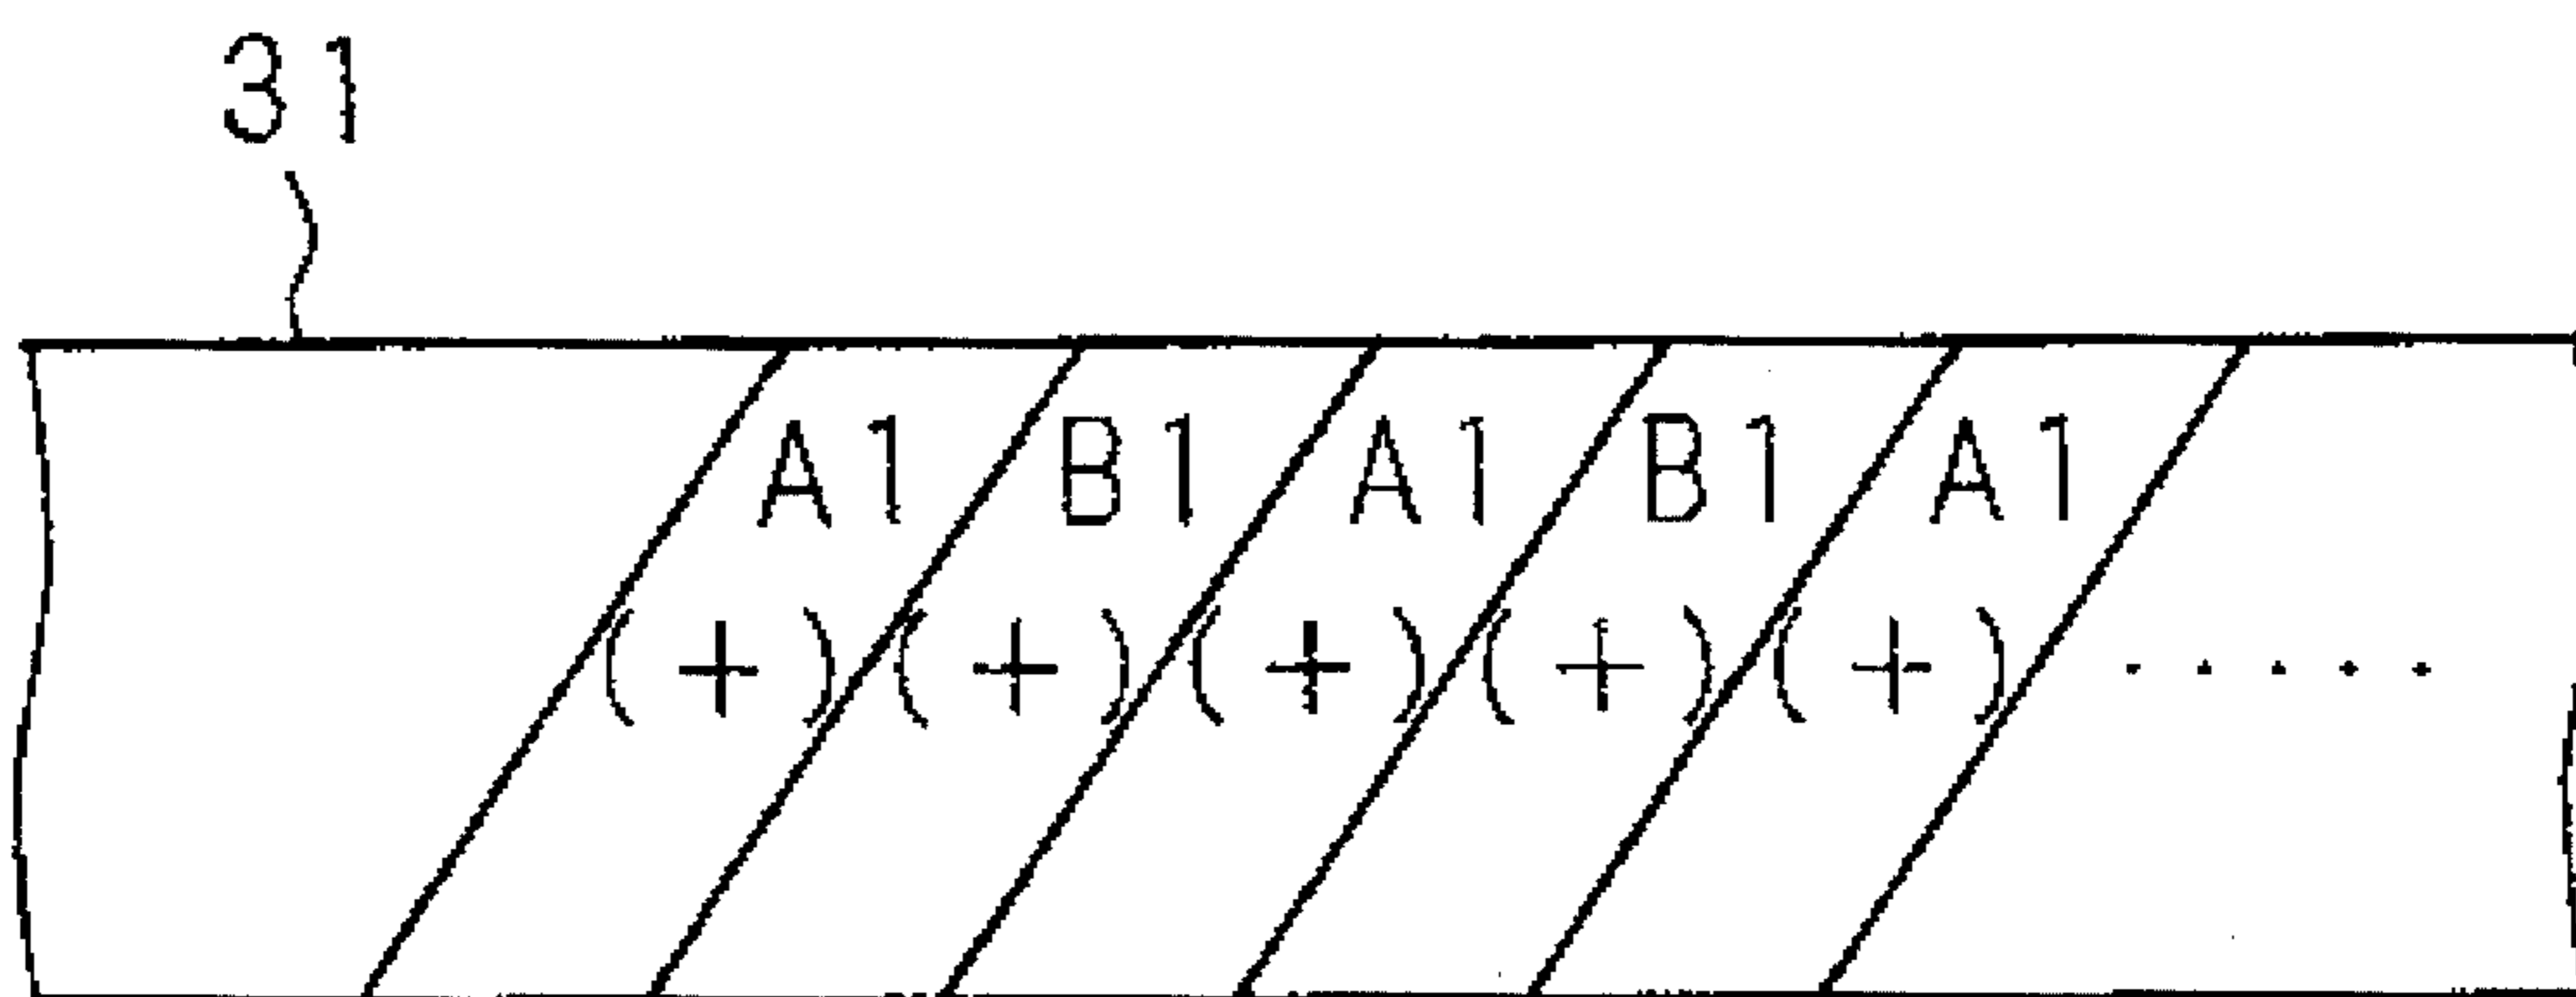 31
A1 B1 A1 B1 A1
(+) (+) (+) (+) (+) · · · · ·